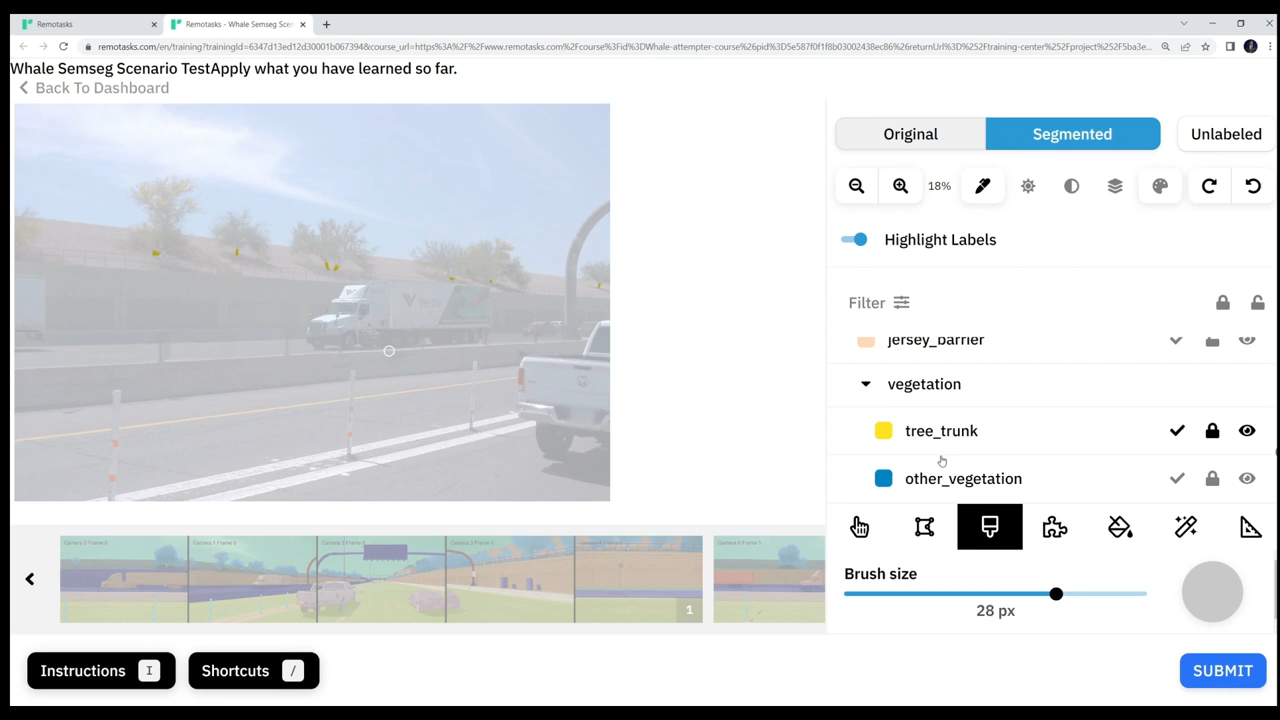 Remotasks
Remotasks - Whale Semseg Scen
remotasks.com/en/training?trainingId=6347d13ed12d30001b067394&course_url=https%3A%2F%2Fwww.remotasks.com%2Fcourse%3Fid%3DWhale-attempter-course%26pid%3D5e587f0f1f8b03002438ec86%26returnUrl%3D%252Ftraining-center%252Fproject%252F5ba3e...
Whale Semseg Scenario TestApply what you have learned so far.
Back To Dashboard
Original
Segmented
Unlabeled
18%
Highlight Labels
Filter
jersey_barrier
vegetation
tree_trunk
other_vegetation
Brush size
28 px
1
Instructions
I
Shortcuts
/
SUBMIT